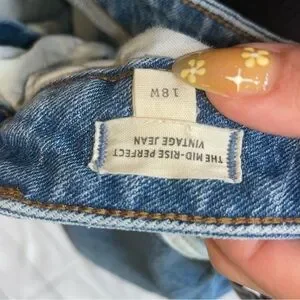 18W
THE MID-RISE PERFECT
VINTAGE JEAN